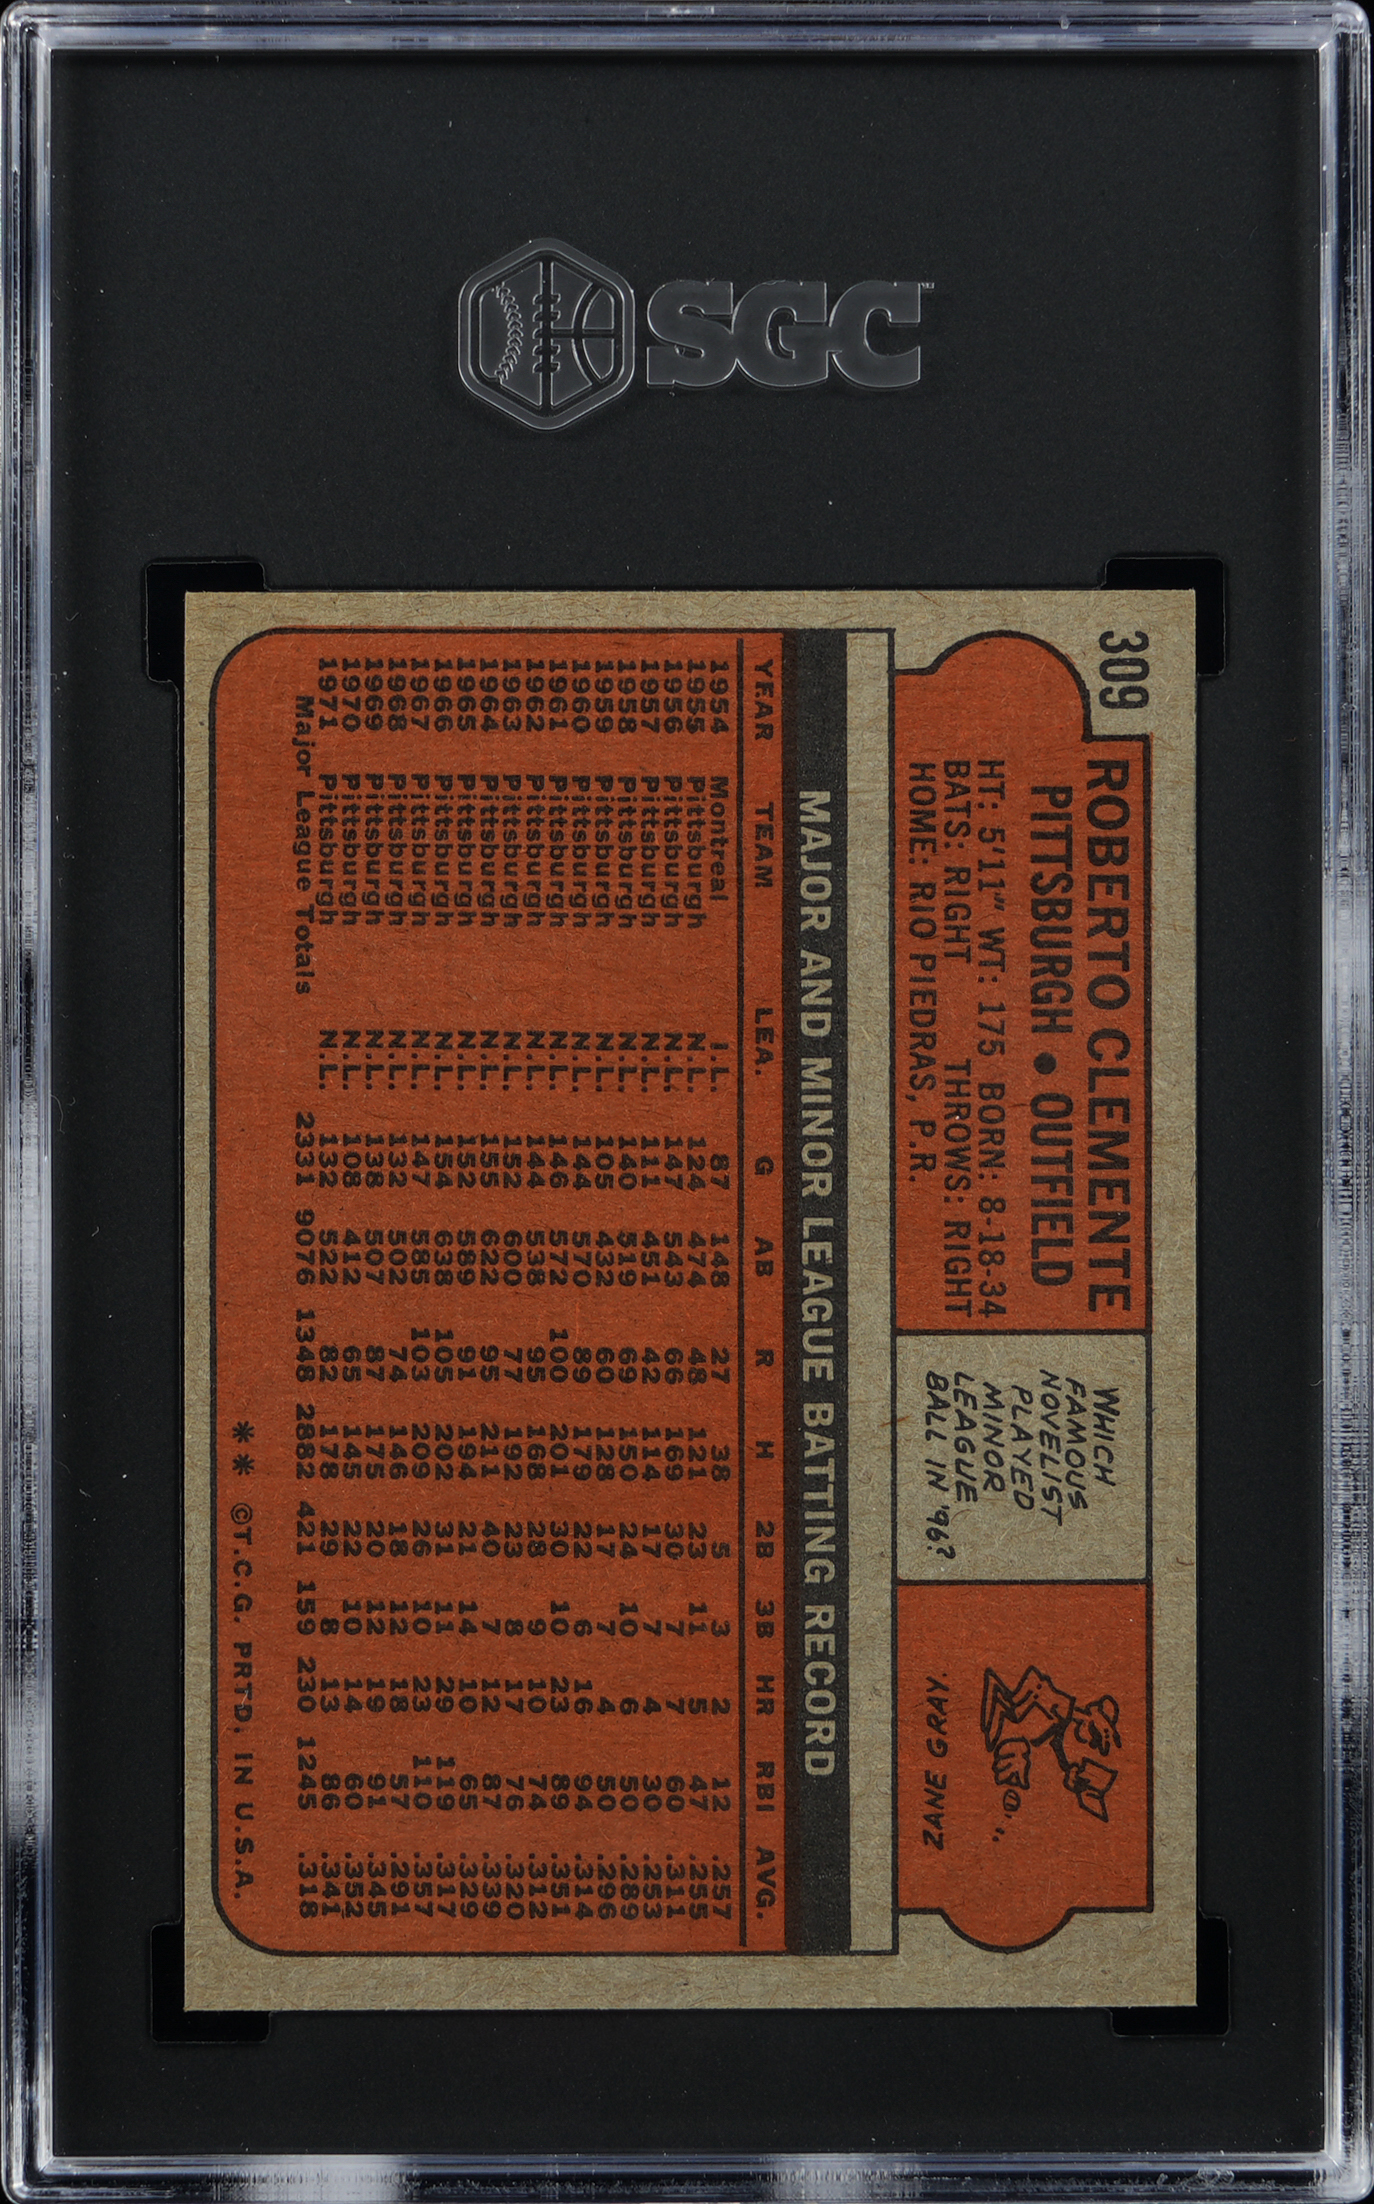 SGC™
309
ROBERTO CLEMENTE
PITTSBURGH • OUTFIELD
HT: 5'11" WT: 175 BORN: 8-18-34
BATS: RIGHT THROWS: RIGHT
HOME: RIO PIEDRAS, P.R.
WHICH
FAMOUS
NOVELIST
PLAYED
MINOR
LEAGUE
BALL IN '96?
ZANE GRAY.
MAJOR AND MINOR LEAGUE BATTING RECORD
YEAR TEAM LEA. G AB R H 2B 3B HR RBI AVG.
1954 Montreal I.L. 87 148 27 38 5 3 2 12 .257
1955 Pittsburgh N.L. 124 474 48 121 23 11 5 47 .255
1956 Pittsburgh N.L. 147 543 66 169 30 7 7 60 .311
1957 Pittsburgh N.L. 111 451 42 114 17 7 4 30 .253
1958 Pittsburgh N.L. 140 519 69 150 24 10 6 50 .289
1959 Pittsburgh N.L. 105 432 60 128 17 7 4 50 .296
1960 Pittsburgh N.L. 144 570 89 179 22 6 16 94 .314
1961 Pittsburgh N.L. 146 572 100 201 30 10 23 89 .351
1962 Pittsburgh N.L. 144 538 95 168 28 9 10 74 .312
1963 Pittsburgh N.L. 152 600 77 192 23 8 17 76 .320
1964 Pittsburgh N.L. 155 622 95 211 40 7 12 87 .339
1965 Pittsburgh N.L. 152 589 91 194 21 14 10 65 .329
1966 Pittsburgh N.L. 154 638 105 202 31 11 29 119 .317
1967 Pittsburgh N.L. 147 585 103 209 26 10 23 110 .357
1968 Pittsburgh N.L. 132 502 74 146 18 12 18 57 .291
1969 Pittsburgh N.L. 138 507 87 175 20 12 19 91 .345
1970 Pittsburgh N.L. 108 412 65 145 22 10 14 60 .352
1971 Pittsburgh N.L. 132 522 82 178 29 8 13 86 .341
Major League Totals 2331 9076 1348 2882 421 159 230 1245 .318
** ©T.C.G. PRTD. IN U.S.A.